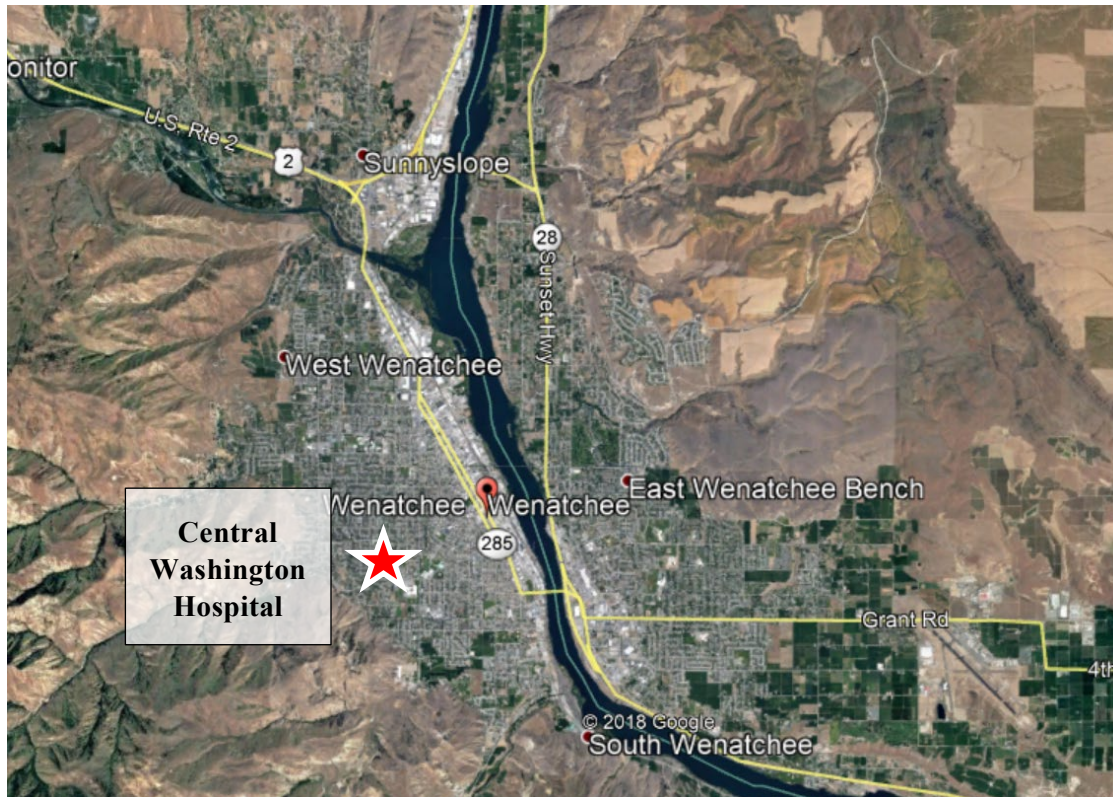 onitor
U.S. Rte 2
2
Sunnyslope
28
Sunset Hwy
West Wenatchee
East Wenatchee Bench
Wenatchee
Wenatchee
Central
Washington
Hospital
285
Grant Rd
4th
© 2018 Google
South Wenatchee